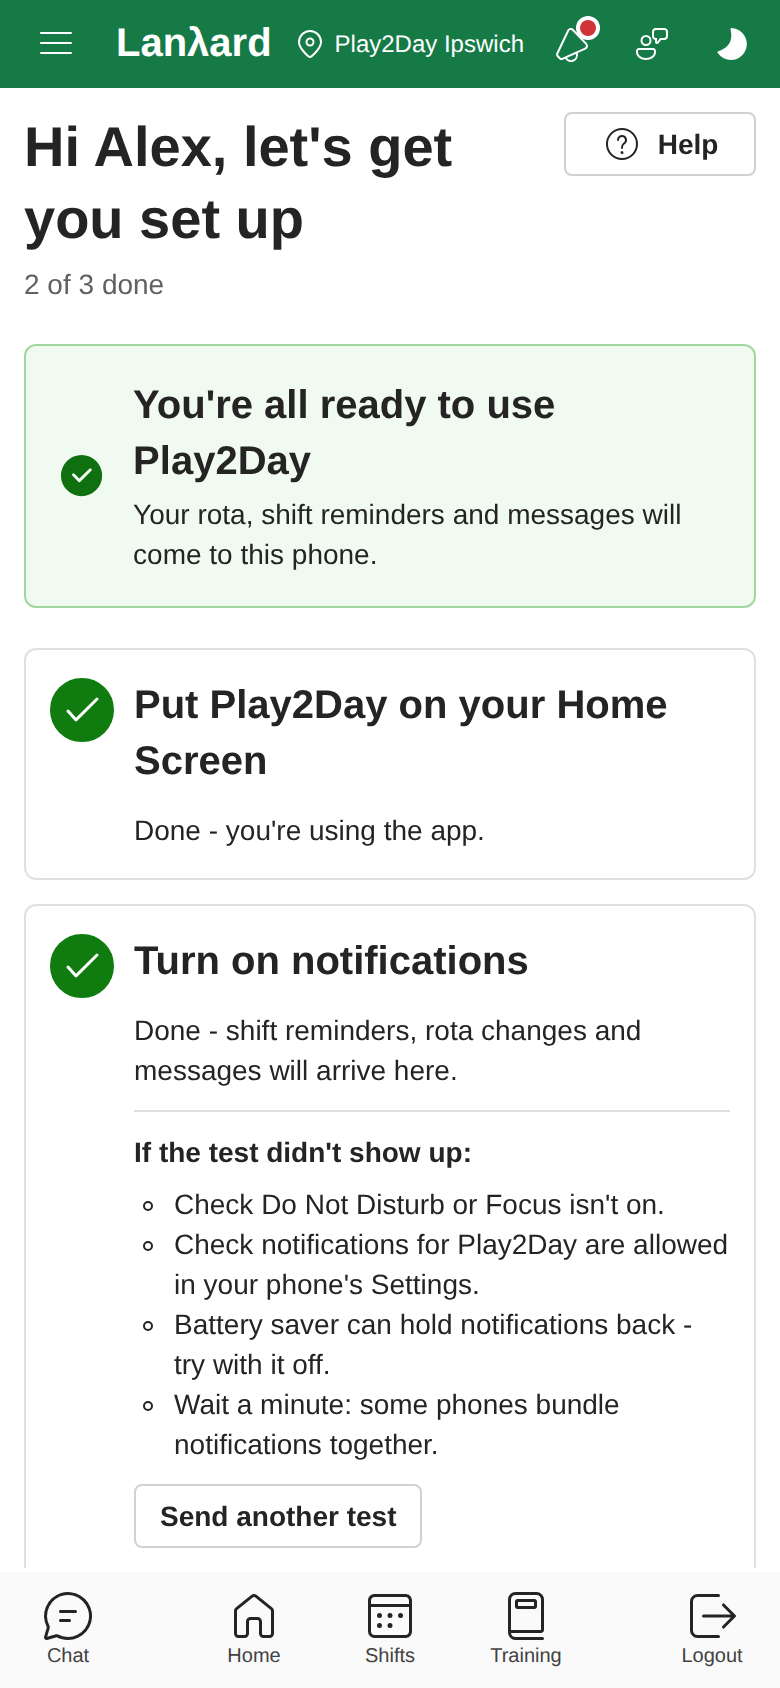 Lanλard
Play2Day Ipswich
Hi Alex, let's get
you set up
Help
2 of 3 done
You're all ready to use
Play2Day
Your rota, shift reminders and messages will
come to this phone.
Put Play2Day on your Home
Screen
Done - you're using the app.
Turn on notifications
Done - shift reminders, rota changes and
messages will arrive here.
If the test didn't show up:
Check Do Not Disturb or Focus isn't on.
Check notifications for Play2Day are allowed
in your phone's Settings.
Battery saver can hold notifications back -
try with it off.
Wait a minute: some phones bundle
notifications together.
Send another test
Chat
Home
Shifts
Training
Logout